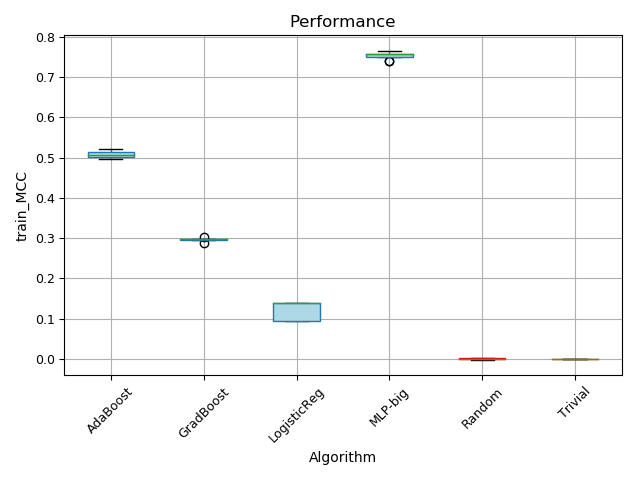 Performance
train_MCC
0.8
0.7
0.6
0.5
0.4
0.3
0.2
0.1
0.0
AdaBoost
GradBoost
LogisticReg
MLP-big
Random
Trivial
Algorithm